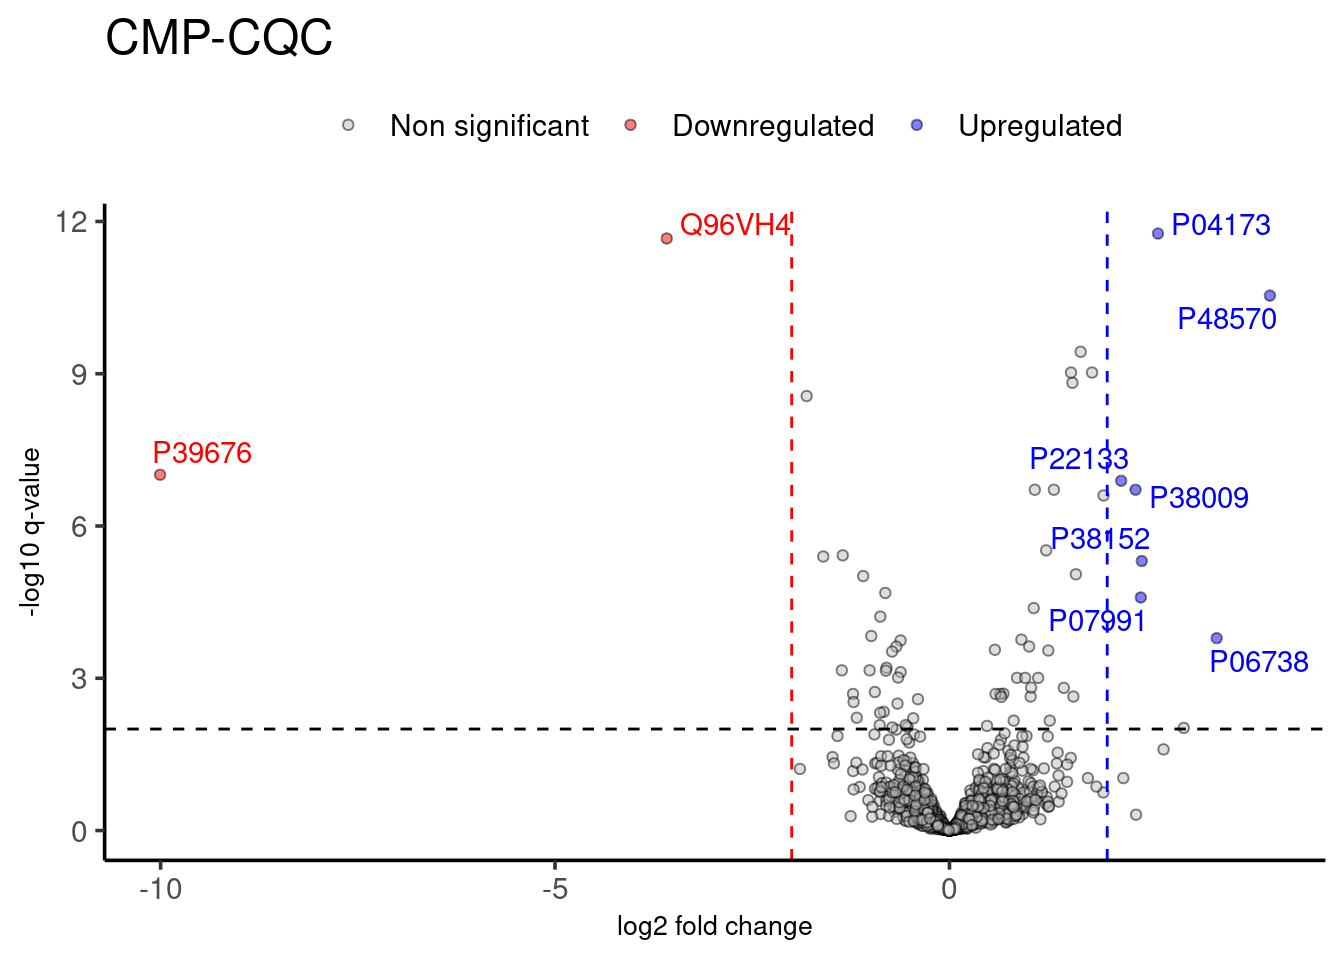 CMP-CQC
Non significant Downregulated Upregulated
12
9
6
3
0
-log10 q-value
Q96VH4
P04173
P48570
P39676
P22133
P38009
P38152
P07991
P06738
-10 -5 0
log2 fold change